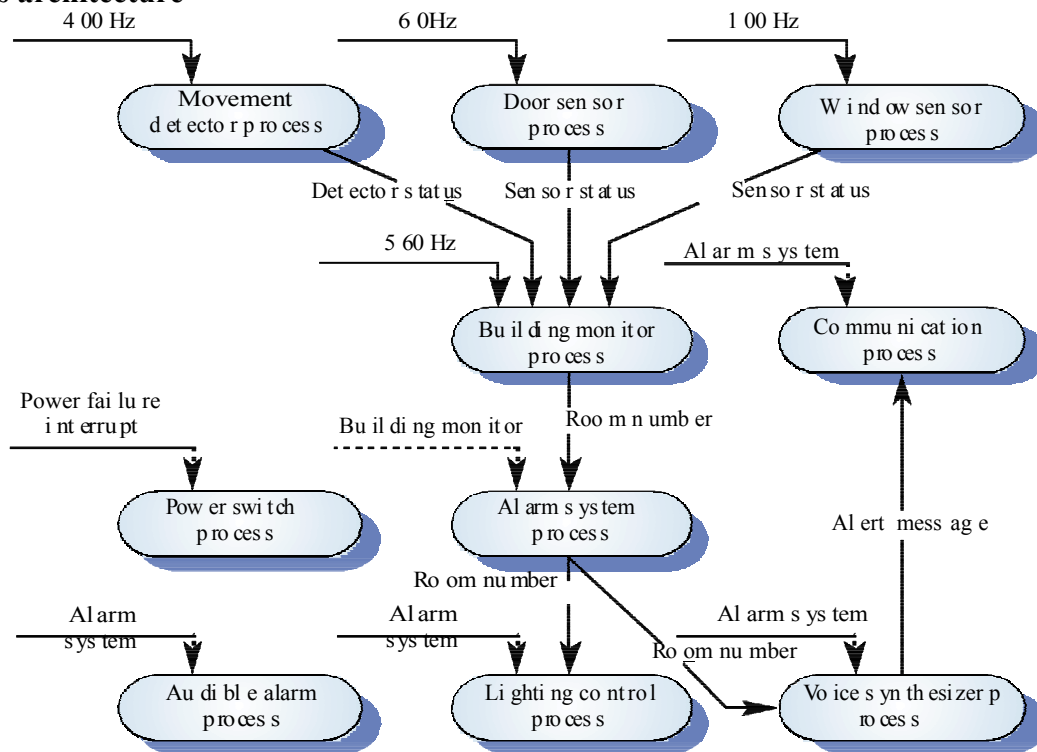 s architecture
400 Hz
60Hz
100 Hz
Movement
detector process
Door sensor
process
Window sensor
process
Detector status
Sensor status
Sensor status
560 Hz
Alarm system
Building monitor
process
Communication
process
Power failure
interrupt
Building monitor
Room number
Power switch
process
Alarm system
process
Alert message
Room number
Alarm
system
Alarm
system
Alarm system
Room number
Audible alarm
process
Lighting control
process
Voice synthesizer p
rocess